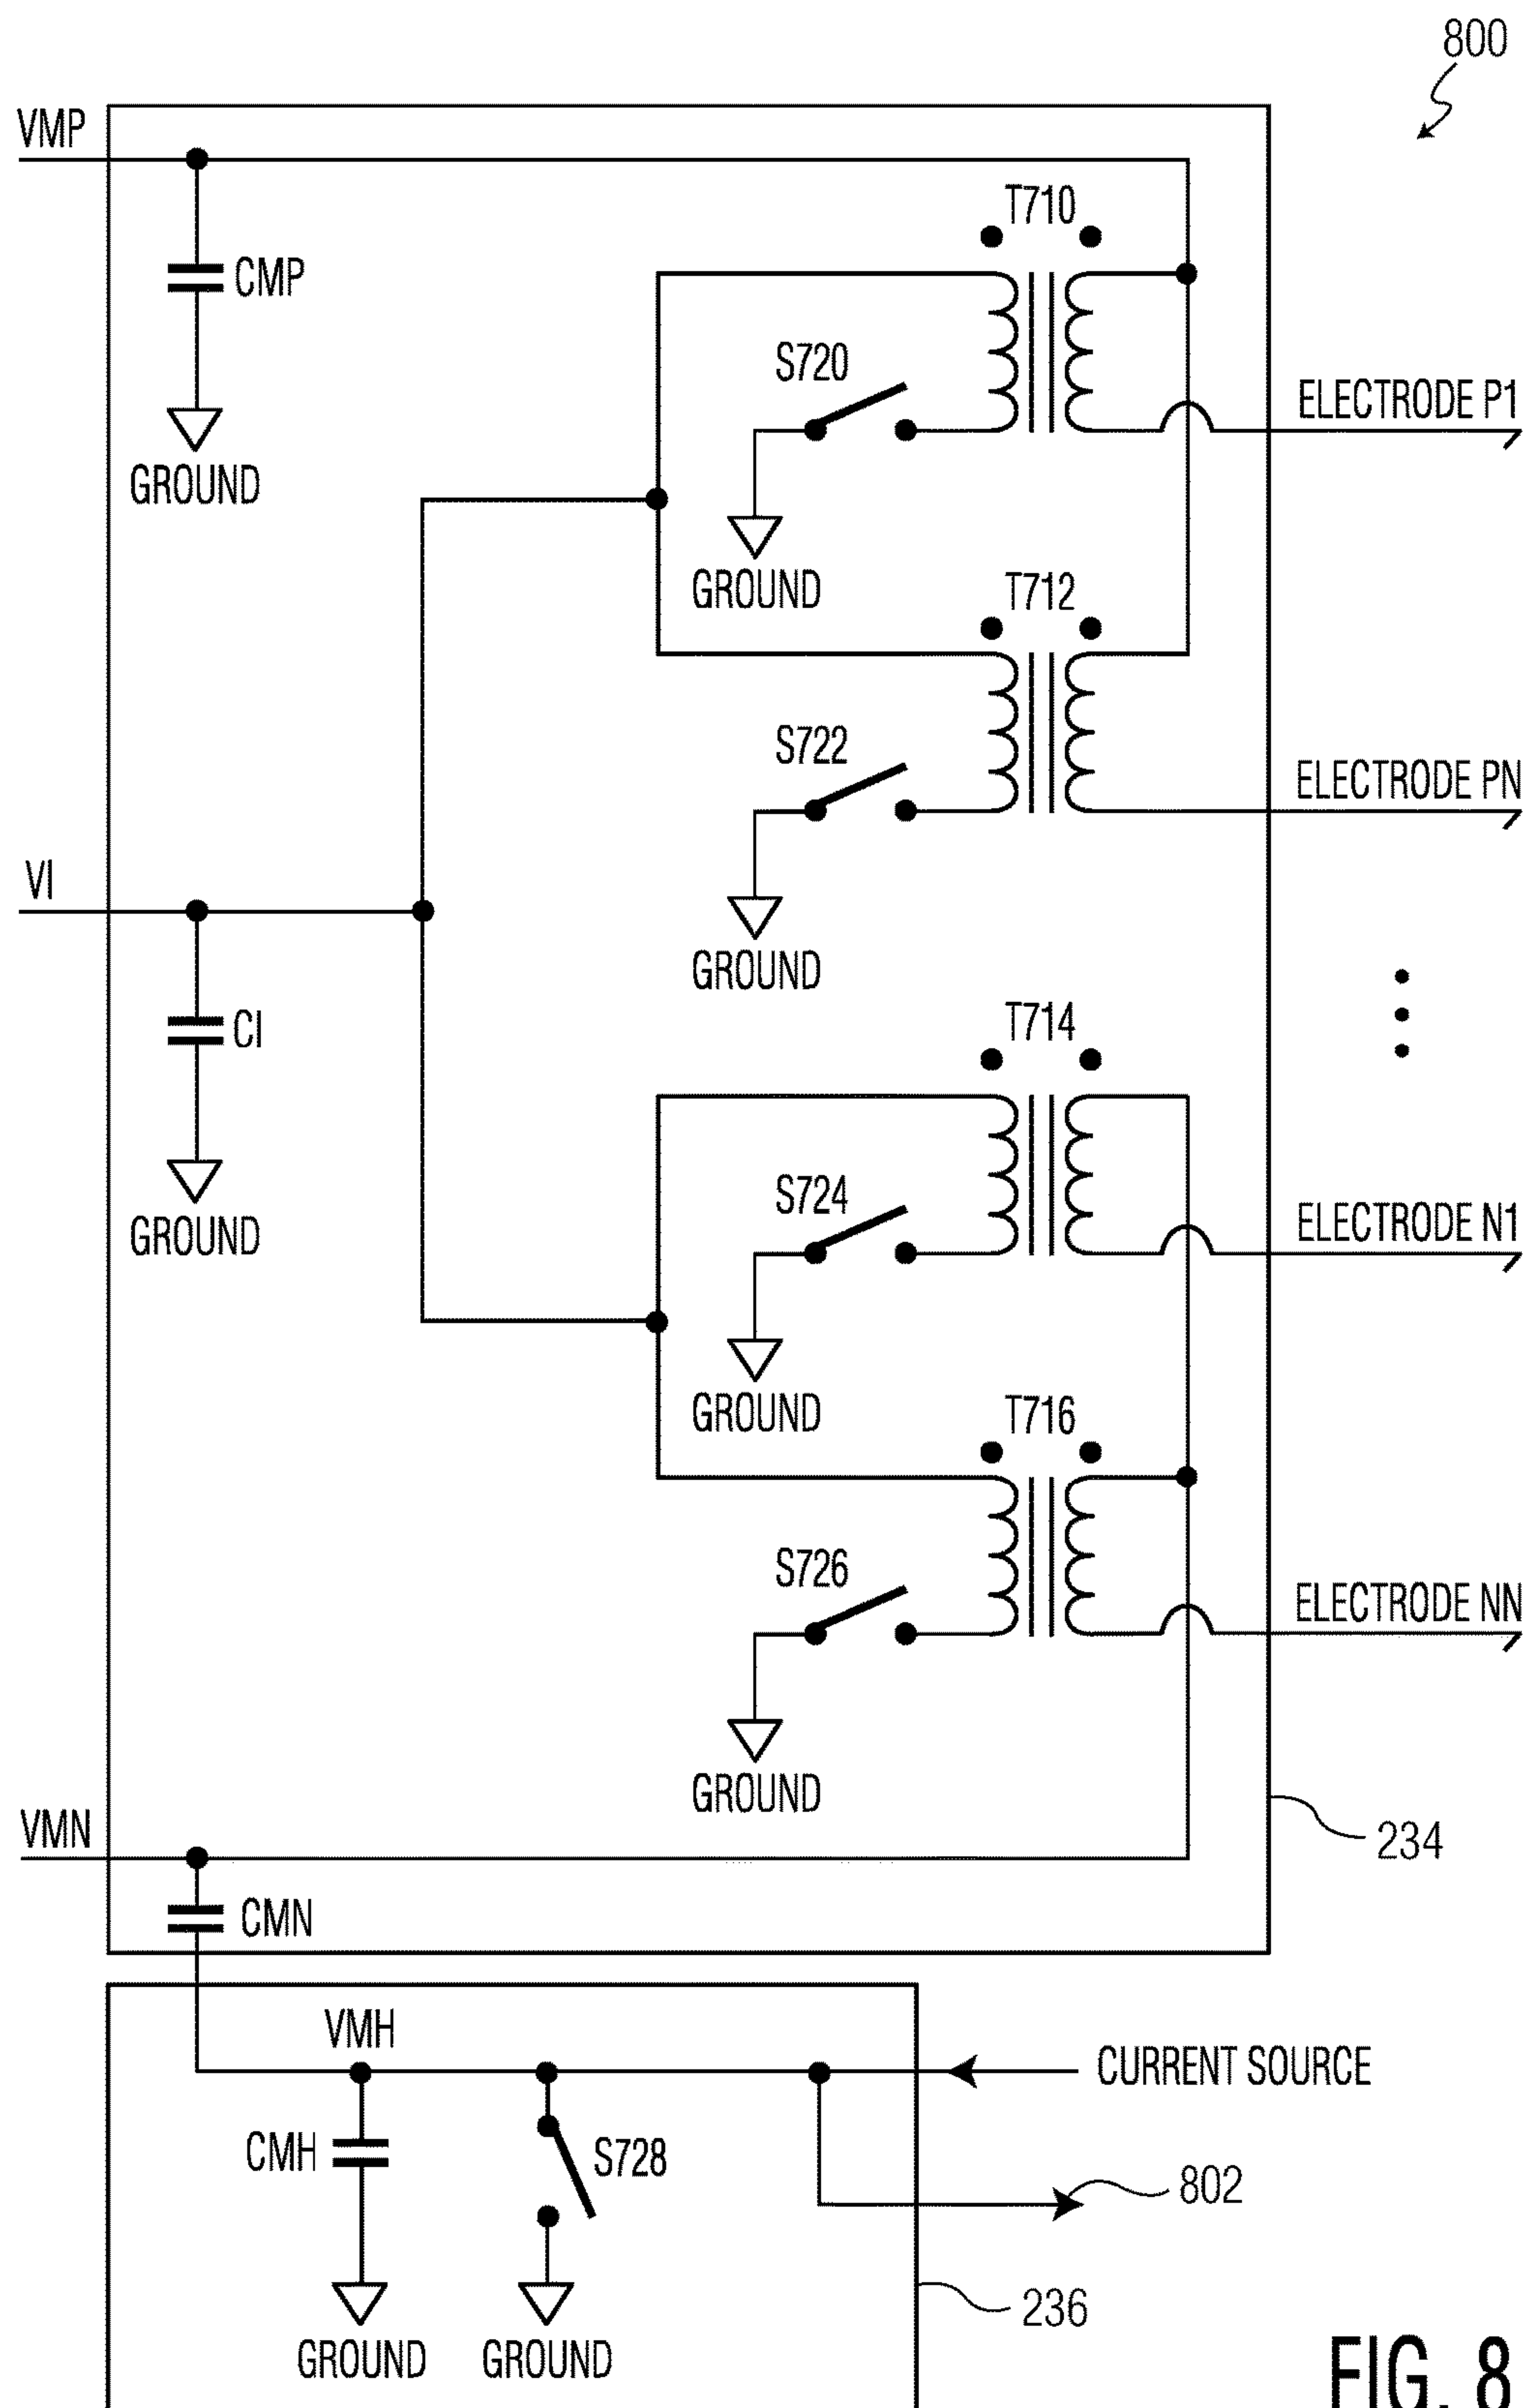 800
VMP
T710
CMP
S720
ELECTRODE P1
GROUND
GROUND
T712
S722
ELECTRODE PN
VI
GROUND
T714
CI
S724
ELECTRODE N1
GROUND
GROUND
T716
S726
ELECTRODE NN
GROUND
VMN
234
CMN
VMH
CURRENT SOURCE
CMH
S728
802
236
GROUND
GROUND
FIG. 8